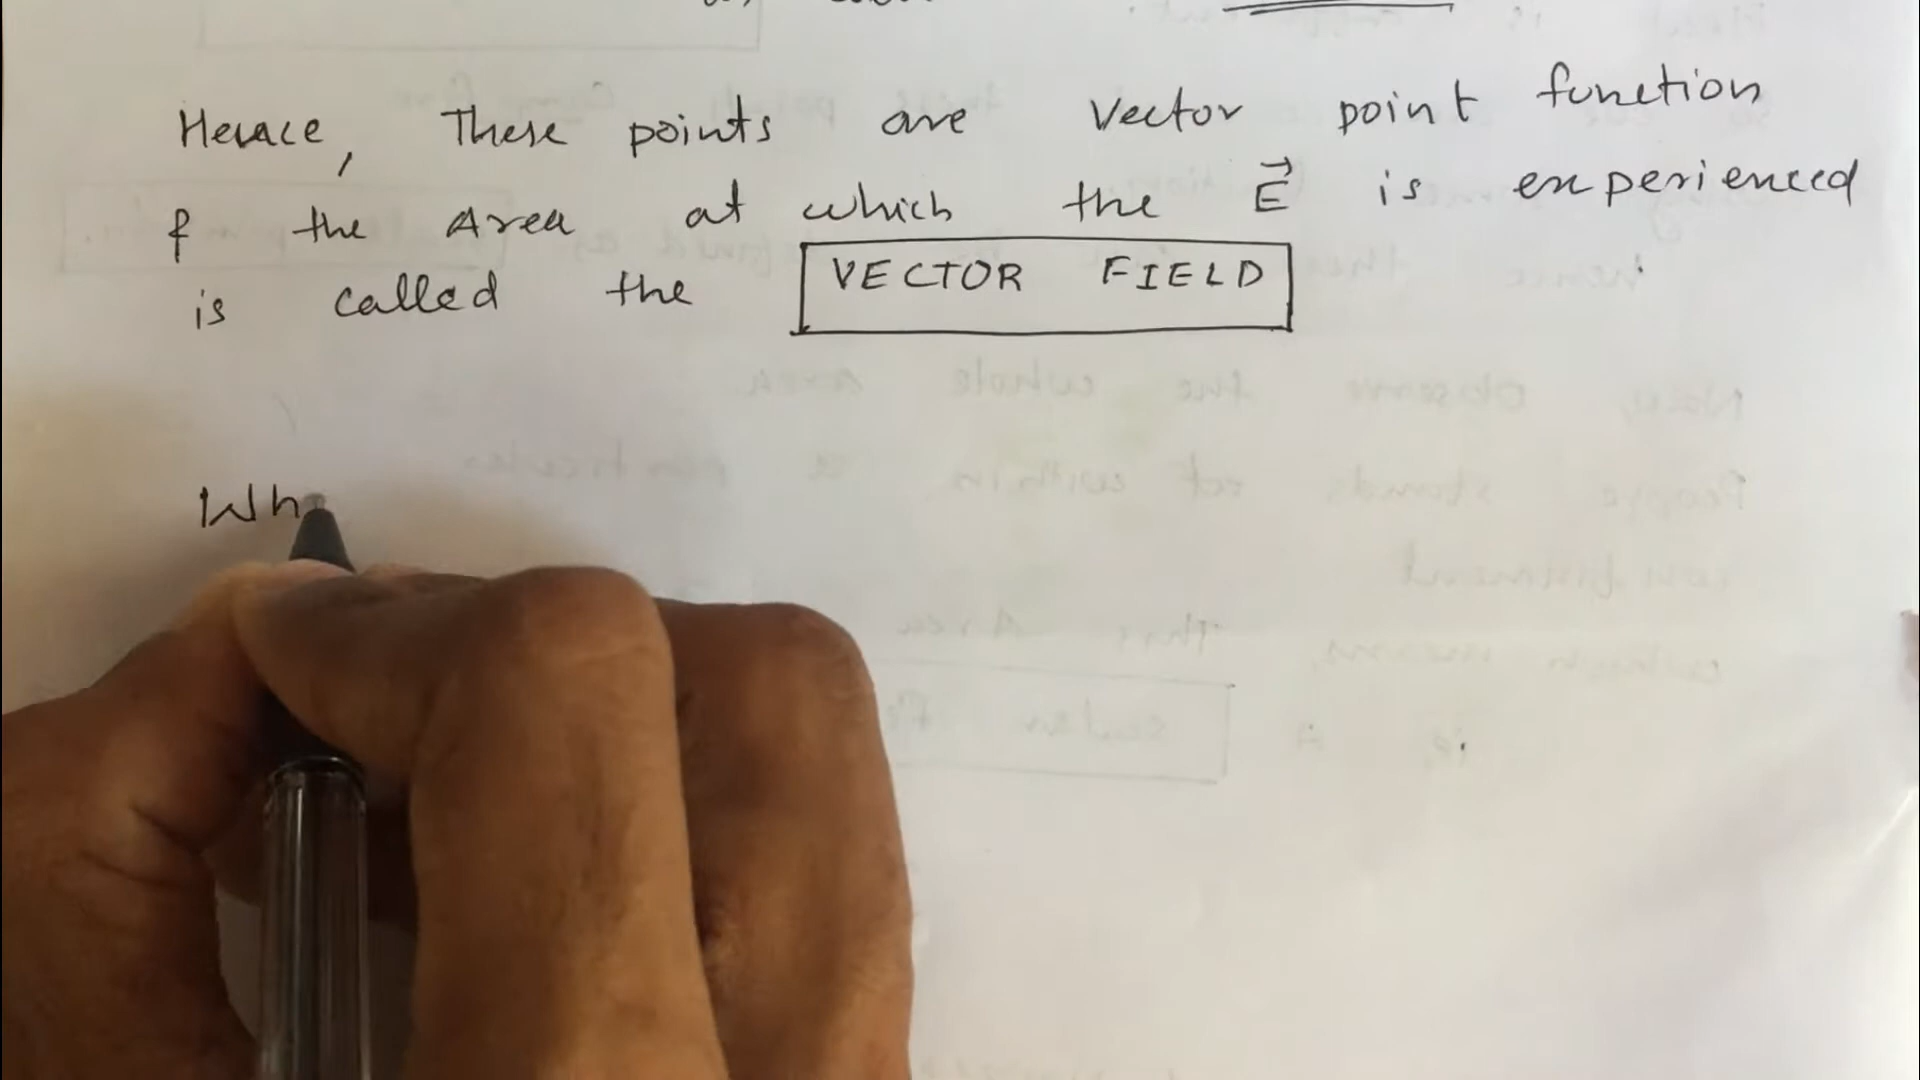 Hence, These points are Vector point function
f the Area at which the E⃗ is experienced
is called the VECTOR FIELD
Wh